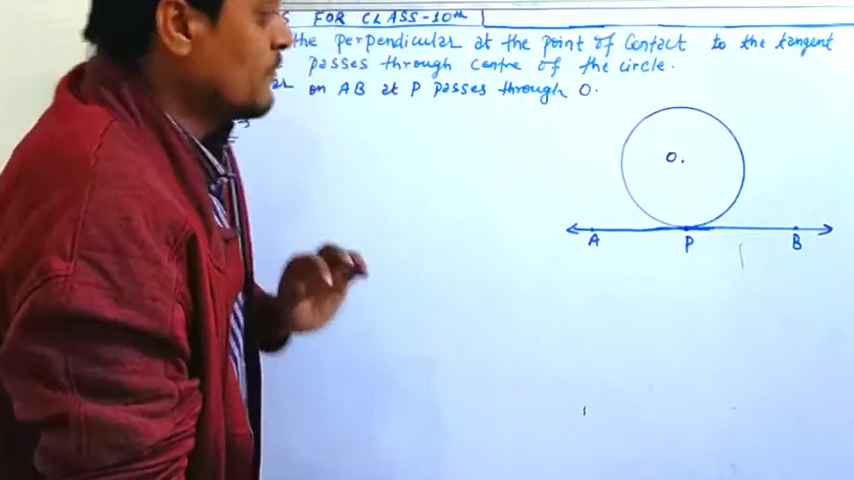 S FOR CLASS-10th
the perpendicular at the point of Contact to the tangent
passes through centre of the circle.
ar on AB at P passes through O.
O.
A P B